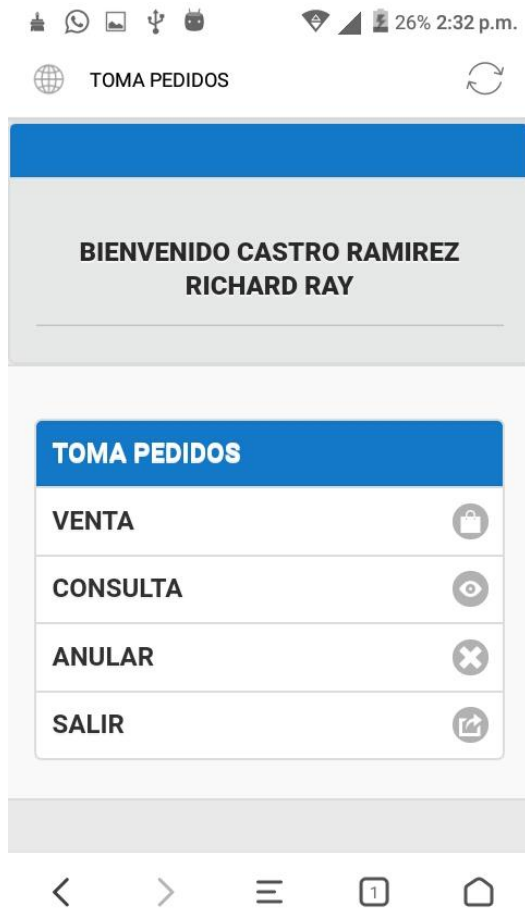 26% 2:32 p.m.
TOMA PEDIDOS
BIENVENIDO CASTRO RAMIREZ
RICHARD RAY
TOMA PEDIDOS
VENTA
CONSULTA
ANULAR
SALIR
1